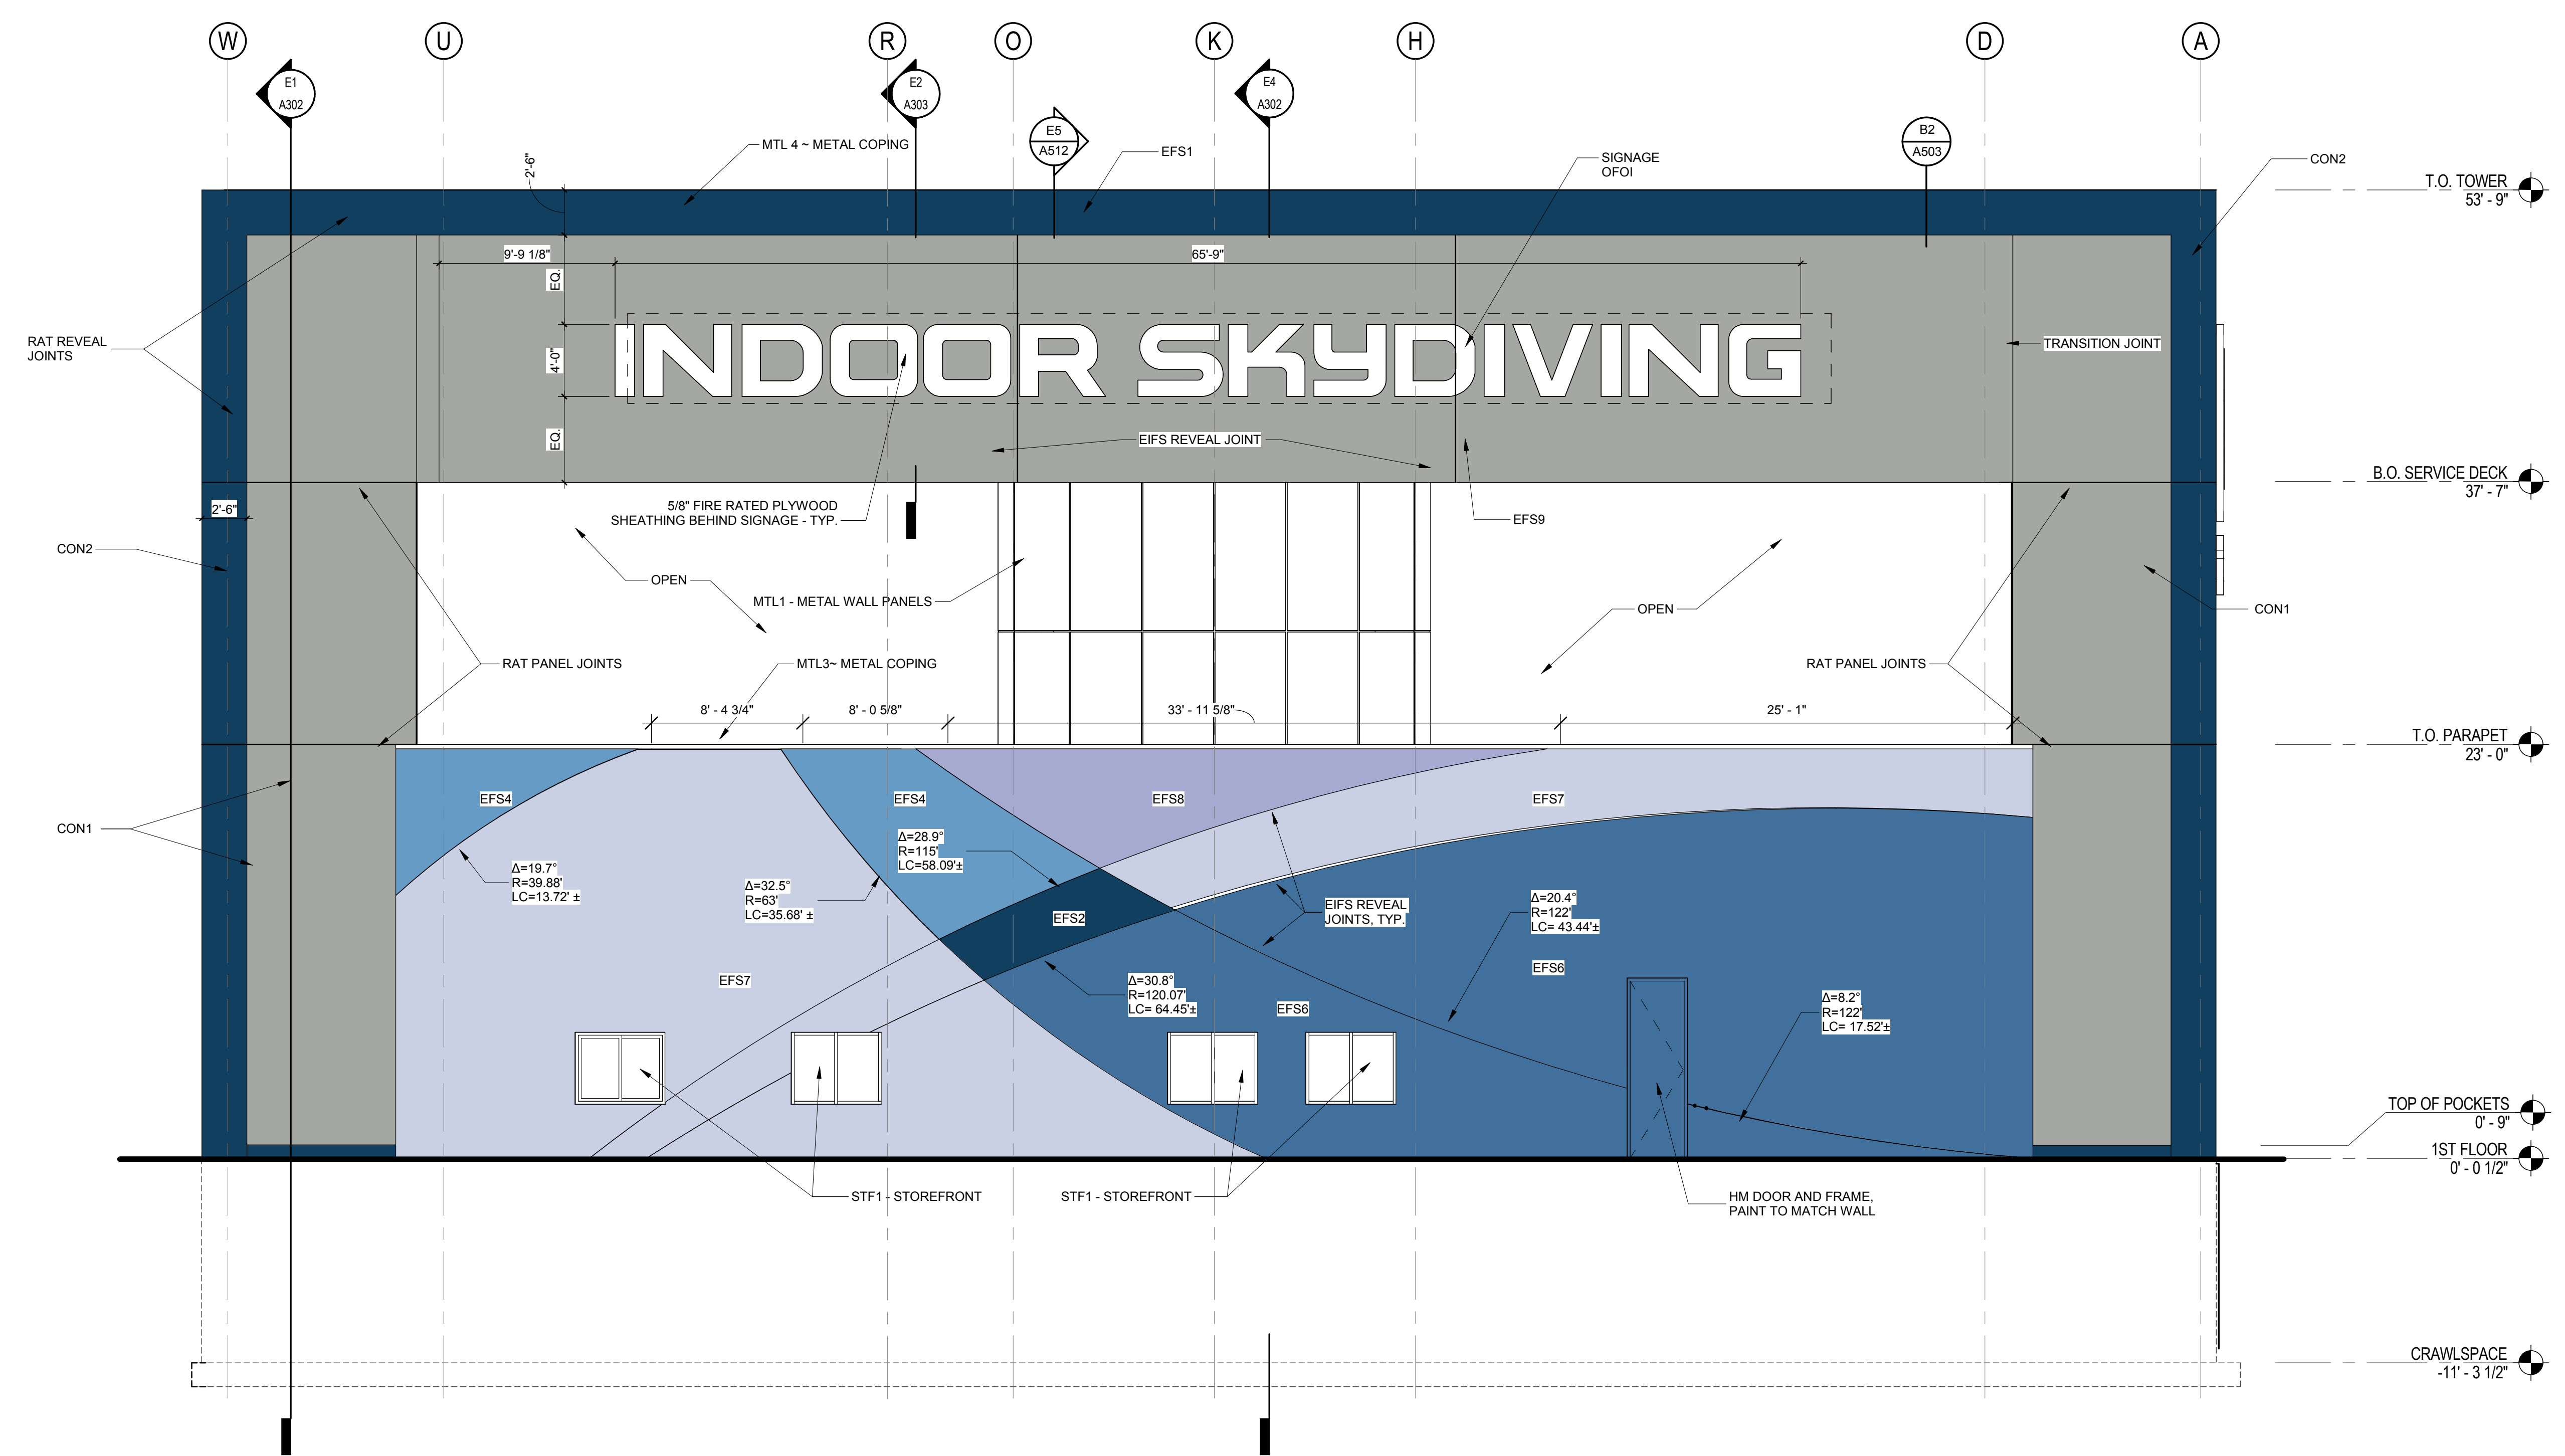 W
U
R
O
K
H
D
A
E1
A302
E2
A303
E5
A512
E4
A302
B2
A503
MTL 4 ~ METAL COPING
EFS1
SIGNAGE
OFOI
CON2
2'-6"
T.O. TOWER
53' - 9"
9'-9 1/8"
65'-9"
EQ.
4'-0"
EQ.
RAT REVEAL
JOINTS
INDOOR SKYDIVING
TRANSITION JOINT
EIFS REVEAL JOINT
B.O. SERVICE DECK
37' - 7"
2'-6"
5/8" FIRE RATED PLYWOOD
SHEATHING BEHIND SIGNAGE - TYP.
EFS9
CON2
OPEN
MTL1 - METAL WALL PANELS
OPEN
CON1
RAT PANEL JOINTS
MTL3~ METAL COPING
RAT PANEL JOINTS
8' - 4 3/4"
8' - 0 5/8"
33' - 11 5/8"
25' - 1"
T.O. PARAPET
23' - 0"
EFS4
EFS4
EFS8
EFS7
CON1
Δ=28.9°
R=115'
LC=58.09'±
Δ=19.7°
R=39.88'
LC=13.72' ±
Δ=32.5°
R=63'
LC=35.68' ±
EFS2
EIFS REVEAL
JOINTS, TYP.
Δ=20.4°
R=122'
LC= 43.44'±
EFS7
Δ=30.8°
R=120.07'
LC= 64.45'±
EFS6
EFS6
Δ=8.2°
R=122'
LC= 17.52'±
TOP OF POCKETS
0' - 9"
1ST FLOOR
0' - 0 1/2"
STF1 - STOREFRONT
STF1 - STOREFRONT
HM DOOR AND FRAME,
PAINT TO MATCH WALL
CRAWLSPACE
-11' - 3 1/2"